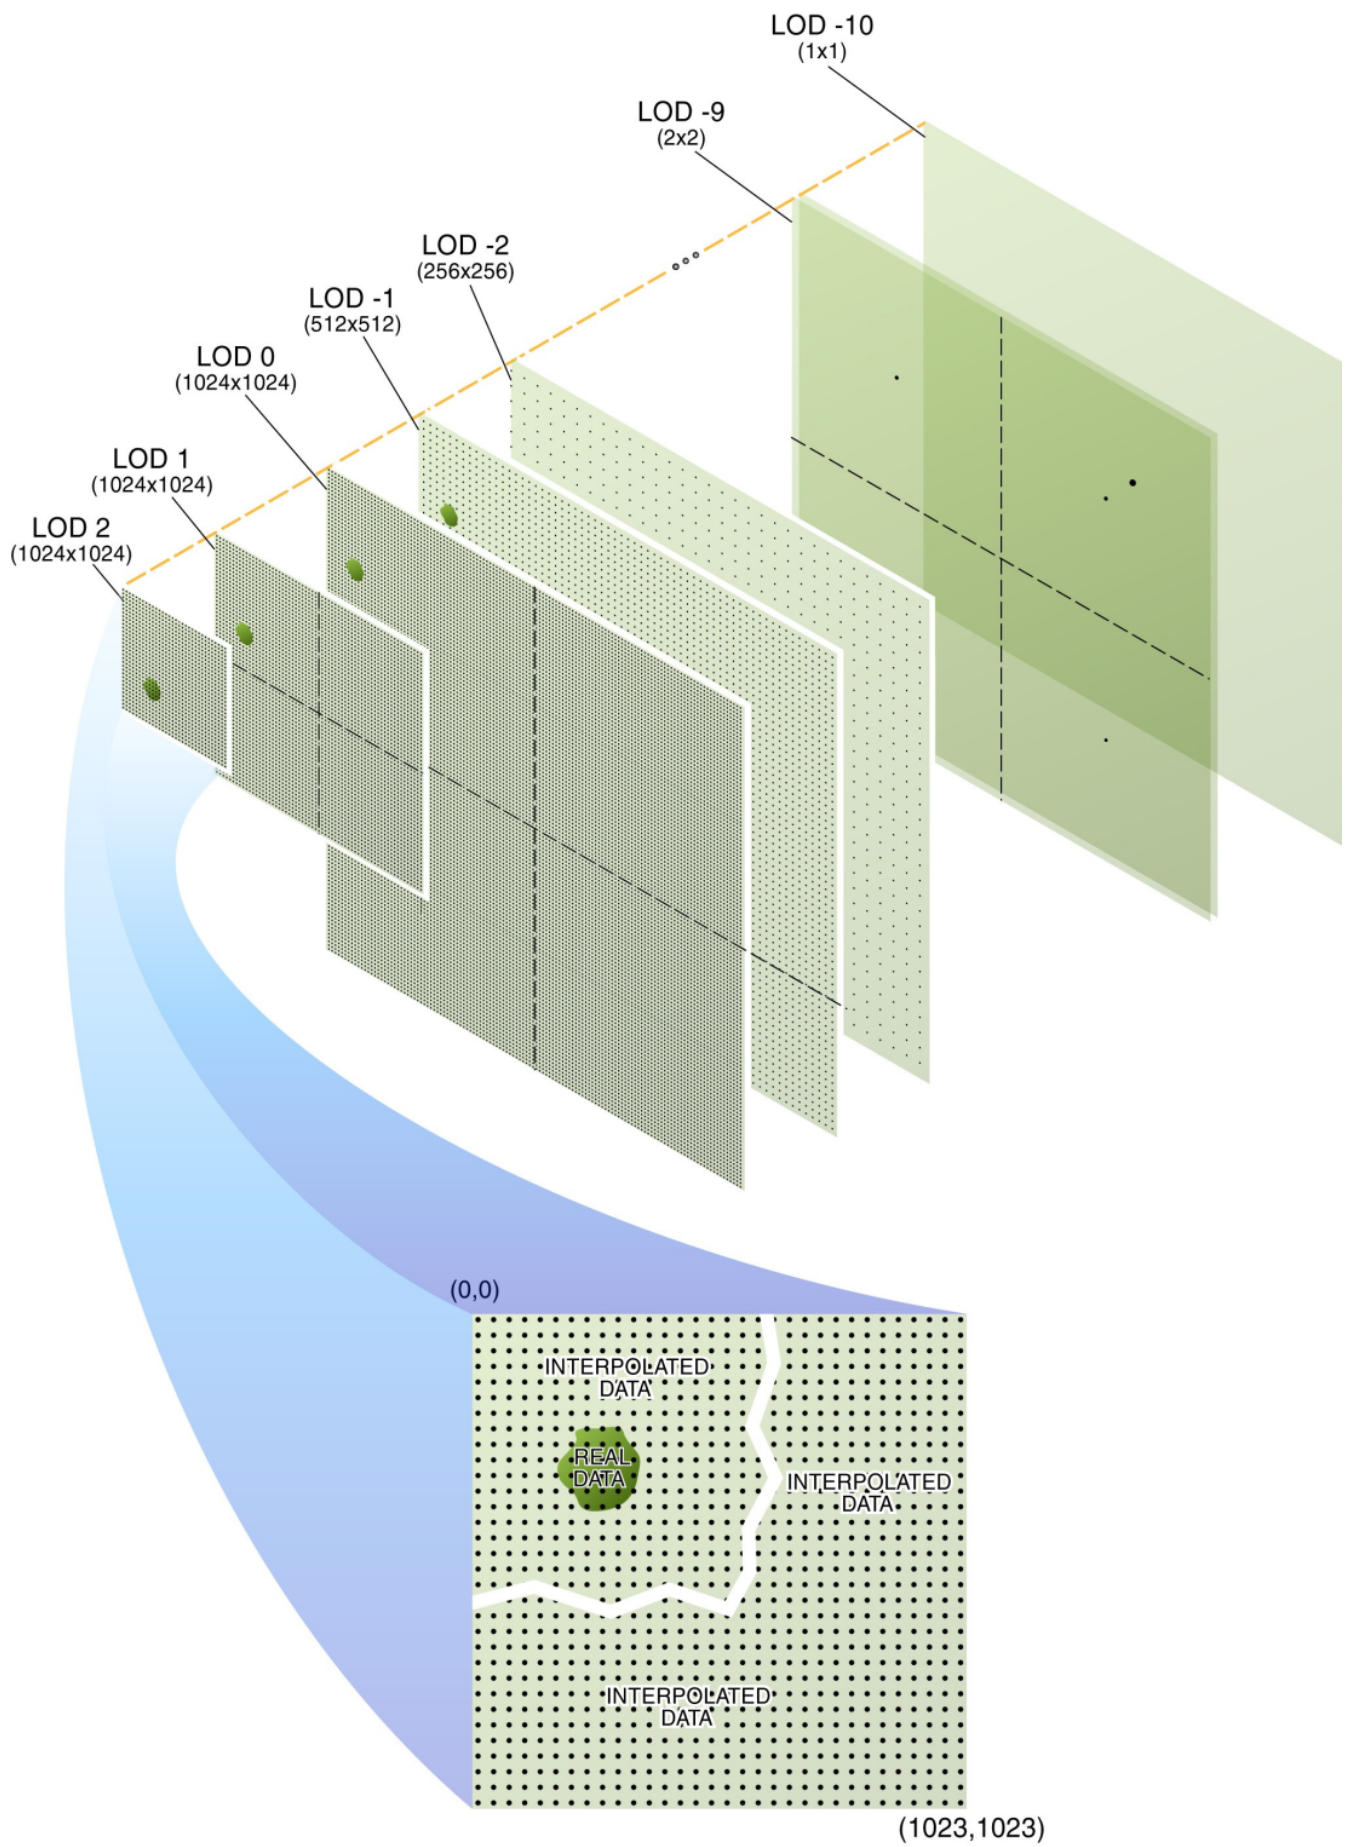 LOD -10
(1x1)
LOD -9
(2x2)
LOD -2
(256x256)
LOD -1
(512x512)
LOD 0
(1024x1024)
LOD 1
(1024x1024)
LOD 2
(1024x1024)
(0,0)
INTERPOLATED
DATA
REAL
DATA
INTERPOLATED
DATA
INTERPOLATED
DATA
(1023,1023)